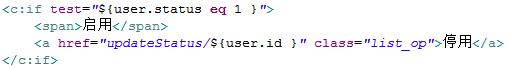 <c:if test="${user.status eq 1 }">
<span>启用</span>
<a href="updateStatus/${user.id }" class="list_op">停用</a>
</c:if>